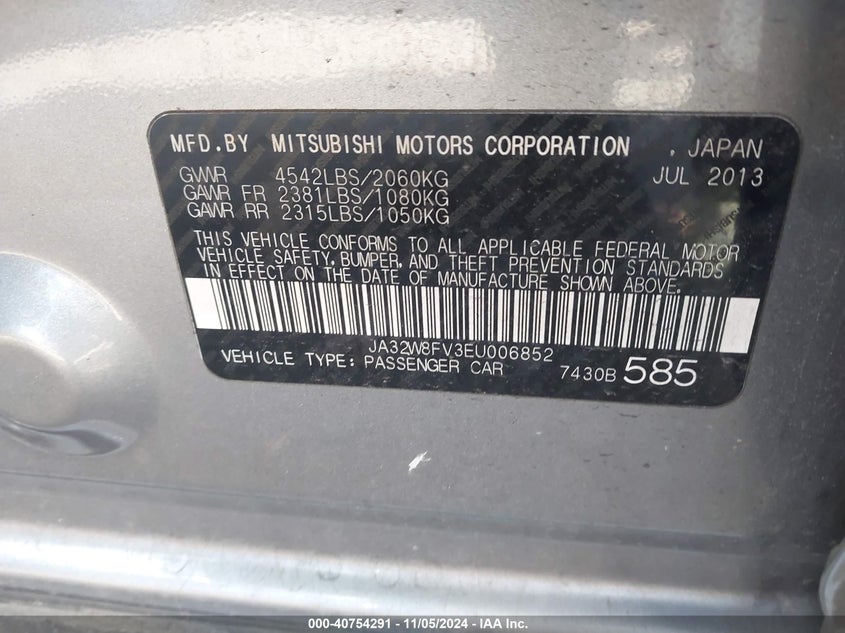 MFD.BY MITSUBISHI MOTORS CORPORATION , JAPAN
GVWR 4542LBS/2060KG JUL 2013
GAWR FR 2381LBS/1080KG
GAWR RR 2315LBS/1050KG
THIS VEHICLE CONFORMS TO ALL APPLICABLE FEDERAL MOTOR
VEHICLE SAFETY, BUMPER, AND THEFT PREVENTION STANDARDS
IN EFFECT ON THE DATE OF MANUFACTURE SHOWN ABOVE.
JA32W8FV3EU006852
VEHICLE TYPE: PASSENGER CAR 7430B 585
000-40754291 - 11/05/2024 - IAA Inc.